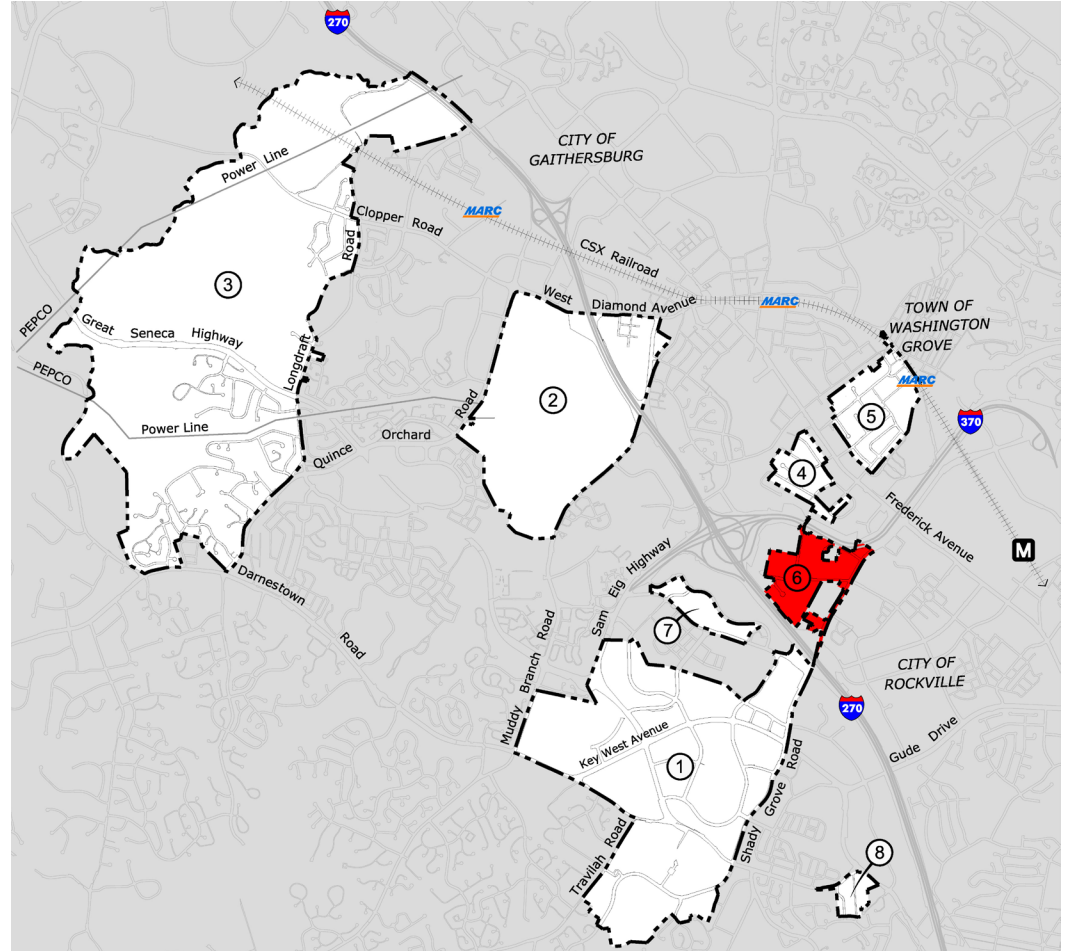 270
CITY OF
GAITHERSBURG
Power Line
MARC
Clopper Road
Road
CSX Railroad
3
West Diamond Avenue
MARC
TOWN OF
WASHINGTON
GROVE
PEPCO
Great Seneca Highway
Longdraft
MARC
PEPCO
2
5
370
Road
Power Line
Quince Orchard
4
Frederick Avenue
M
Sam Eig Highway
6
Darnestown Road
7
Muddy Branch Road
CITY OF
ROCKVILLE
270
Key West Avenue
1
Gude Drive
Shady Grove Road
Travilah Road
8